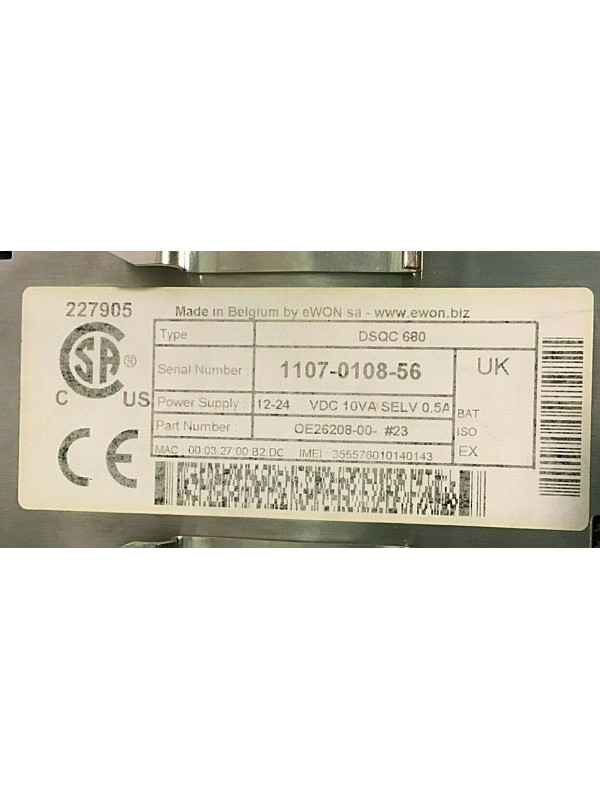 227905
Made in Belgium by eWON sa - www.ewon.biz
CSA ®
C US
CE
Type DSQC 680
Serial Number : 1107-0108-56
UK
Power Supply : 12-24 VDC 10VA SELV 0.5A
BAT
Part Number : OE26208-00- #23
ISO
MAC : 00:03:27:00:B2:DC IMEI : 355576010140143
EX